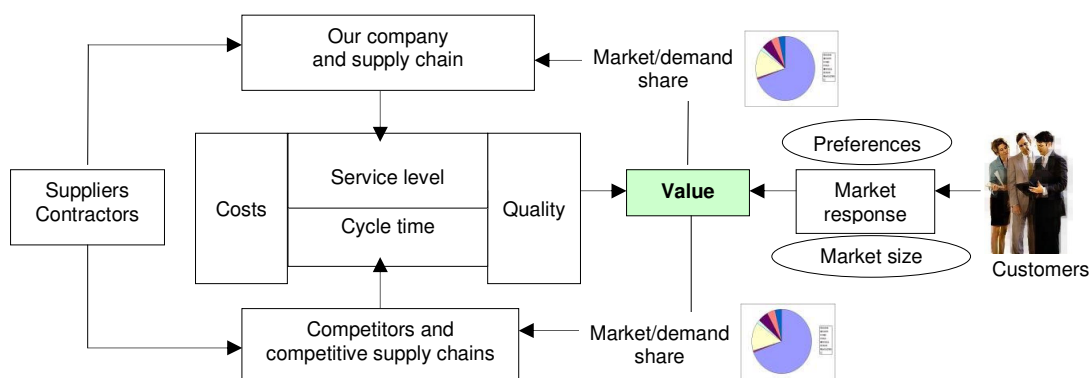 Our company
and supply chain
Market/demand
share
Preferences
Suppliers
Contractors
Costs
Service level
Cycle time
Quality
Value
Market
response
Market size
Customers
Competitors and
competitive supply chains
Market/demand
share